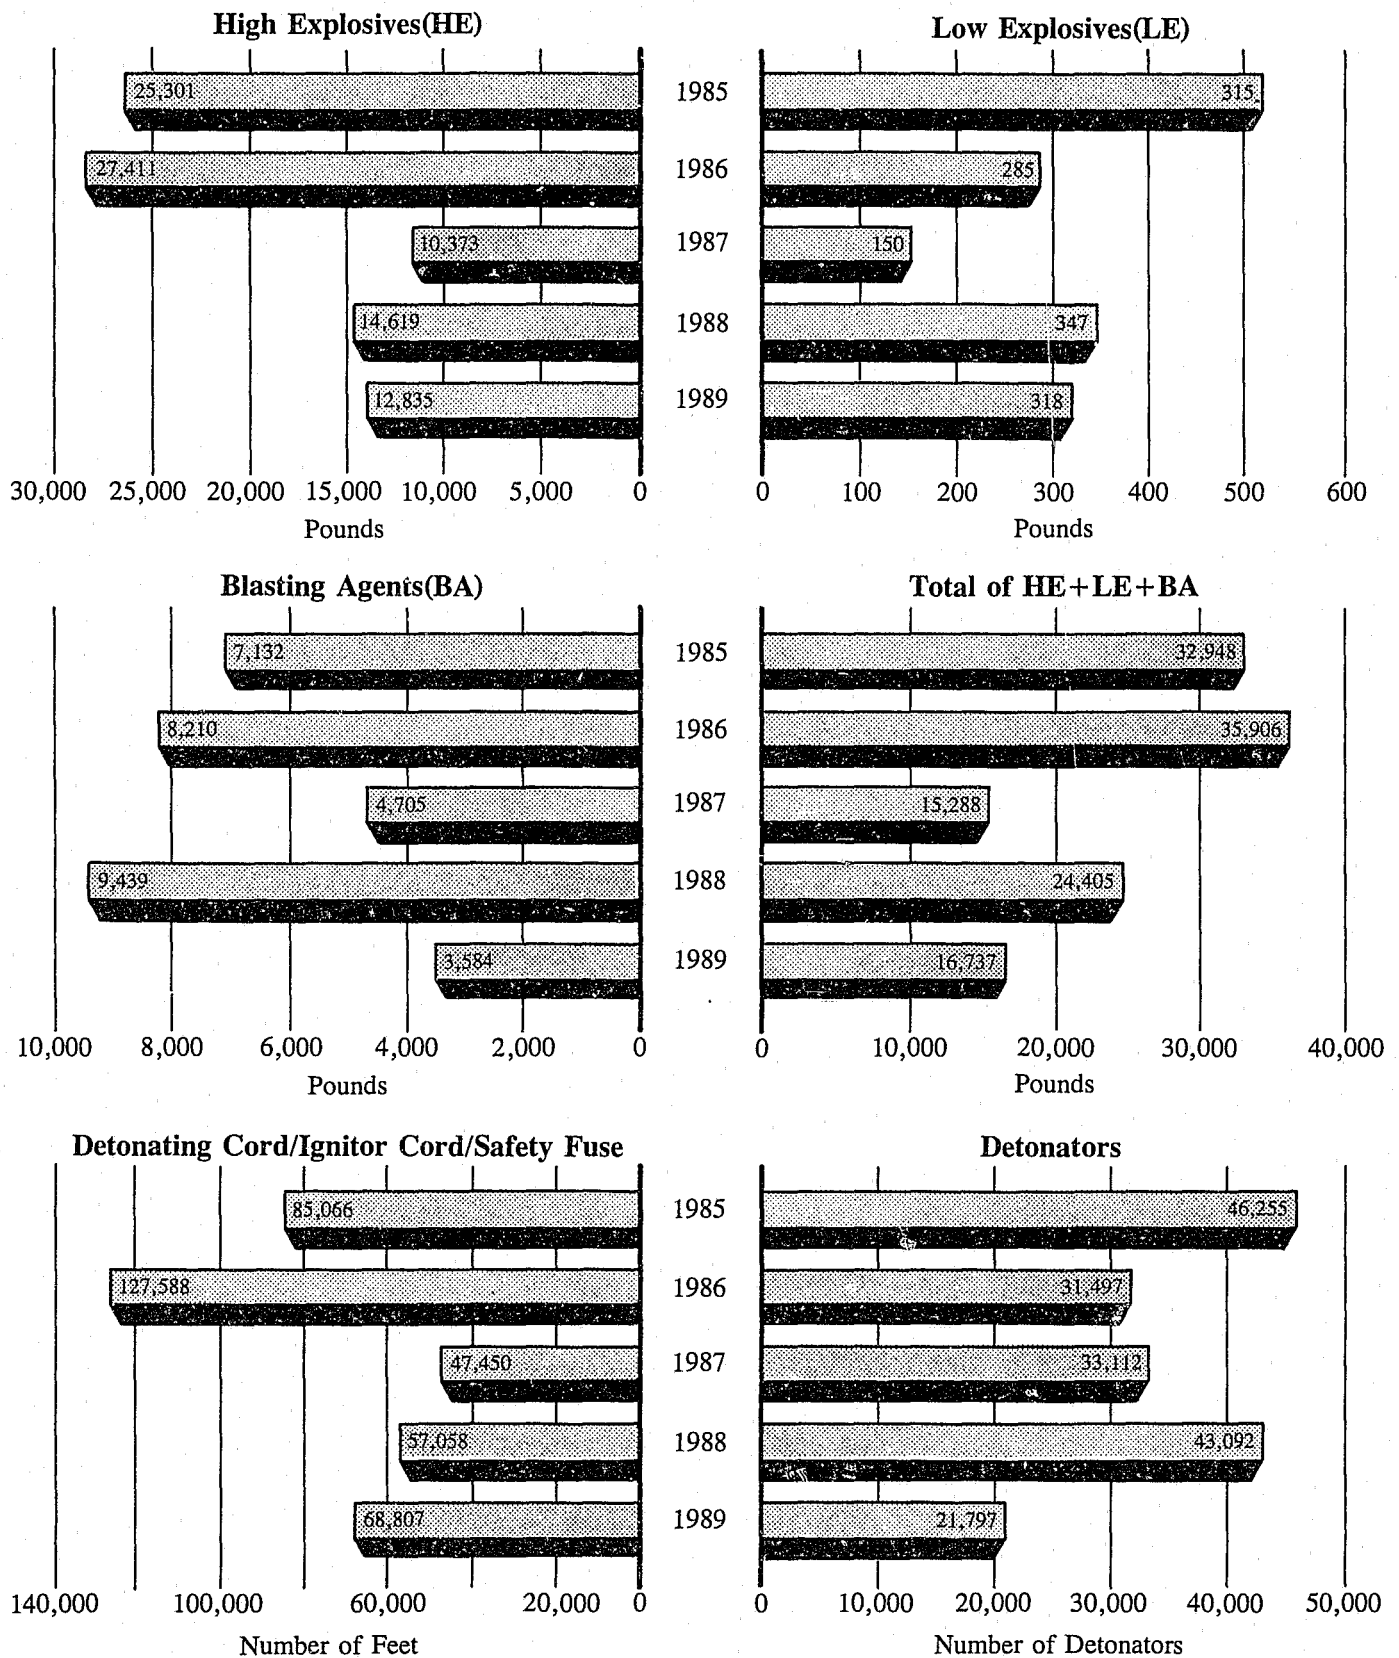 High Explosives(HE)
25,301
27,411
10,373
14,619
12,835
30,000 25,000 20,000 15,000 10,000 5,000 0
Pounds
1985
1986
1987
1988
1989
Low Explosives(LE)
315
285
150
347
318
0 100 200 300 400 500 600
Pounds
Blasting Agents(BA)
7,132
8,210
4,705
9,439
3,584
10,000 8,000 6,000 4,000 2,000 0
Pounds
1985
1986
1987
1988
1989
Total of HE+LE+BA
32,948
35,906
15,288
24,405
16,737
0 10,000 20,000 30,000 40,000
Pounds
Detonating Cord/Ignitor Cord/Safety Fuse
85,066
127,588
47,450
57,058
68,807
140,000 100,000 60,000 20,000 0
Number of Feet
1985
1986
1987
1988
1989
Detonators
46,255
31,497
33,112
43,092
21,797
0 10,000 20,000 30,000 40,000 50,000
Number of Detonators